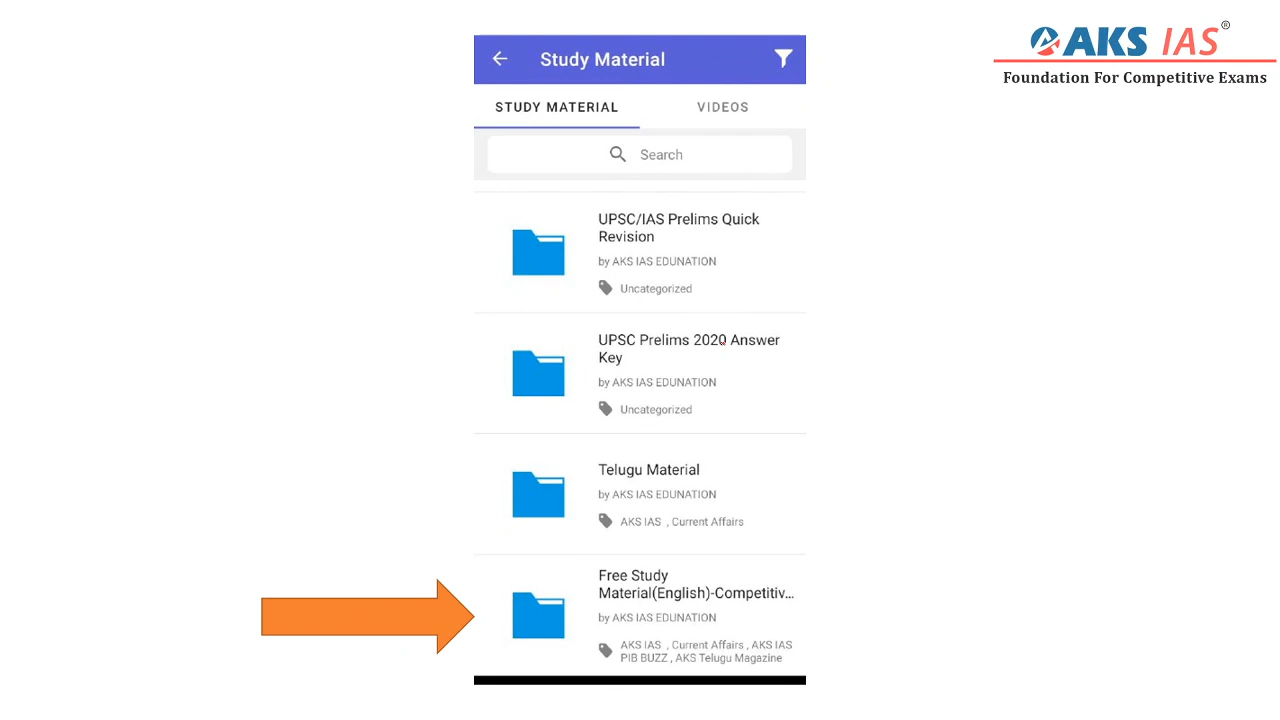 AKS IAS®
Foundation For Competitive Exams
Study Material
STUDY MATERIAL
VIDEOS
Search
UPSC/IAS Prelims Quick
Revision
by AKS IAS EDUNATION
Uncategorized
UPSC Prelims 2020 Answer
Key
by AKS IAS EDUNATION
Uncategorized
Telugu Material
by AKS IAS EDUNATION
AKS IAS , Current Affairs
Free Study
Material(English)-Competitiv...
by AKS IAS EDUNATION
AKS IAS , Current Affairs , AKS IAS
PIB BUZZ , AKS Telugu Magazine